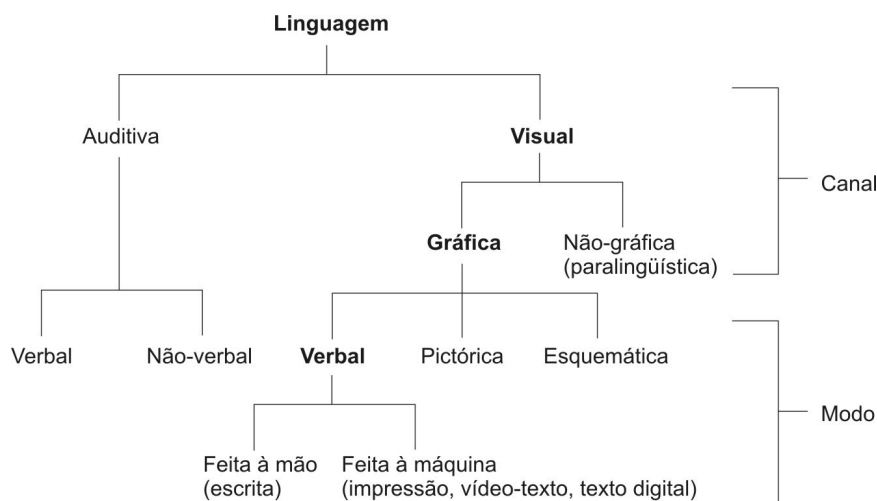 Linguagem
Auditiva
Visual
Canal
Gráfica
Não-gráfica
(paralingüística)
Verbal
Não-verbal
Verbal
Pictórica
Esquemática
Modo
Feita à mão
(escrita)
Feita à máquina
(impressão, vídeo-texto, texto digital)